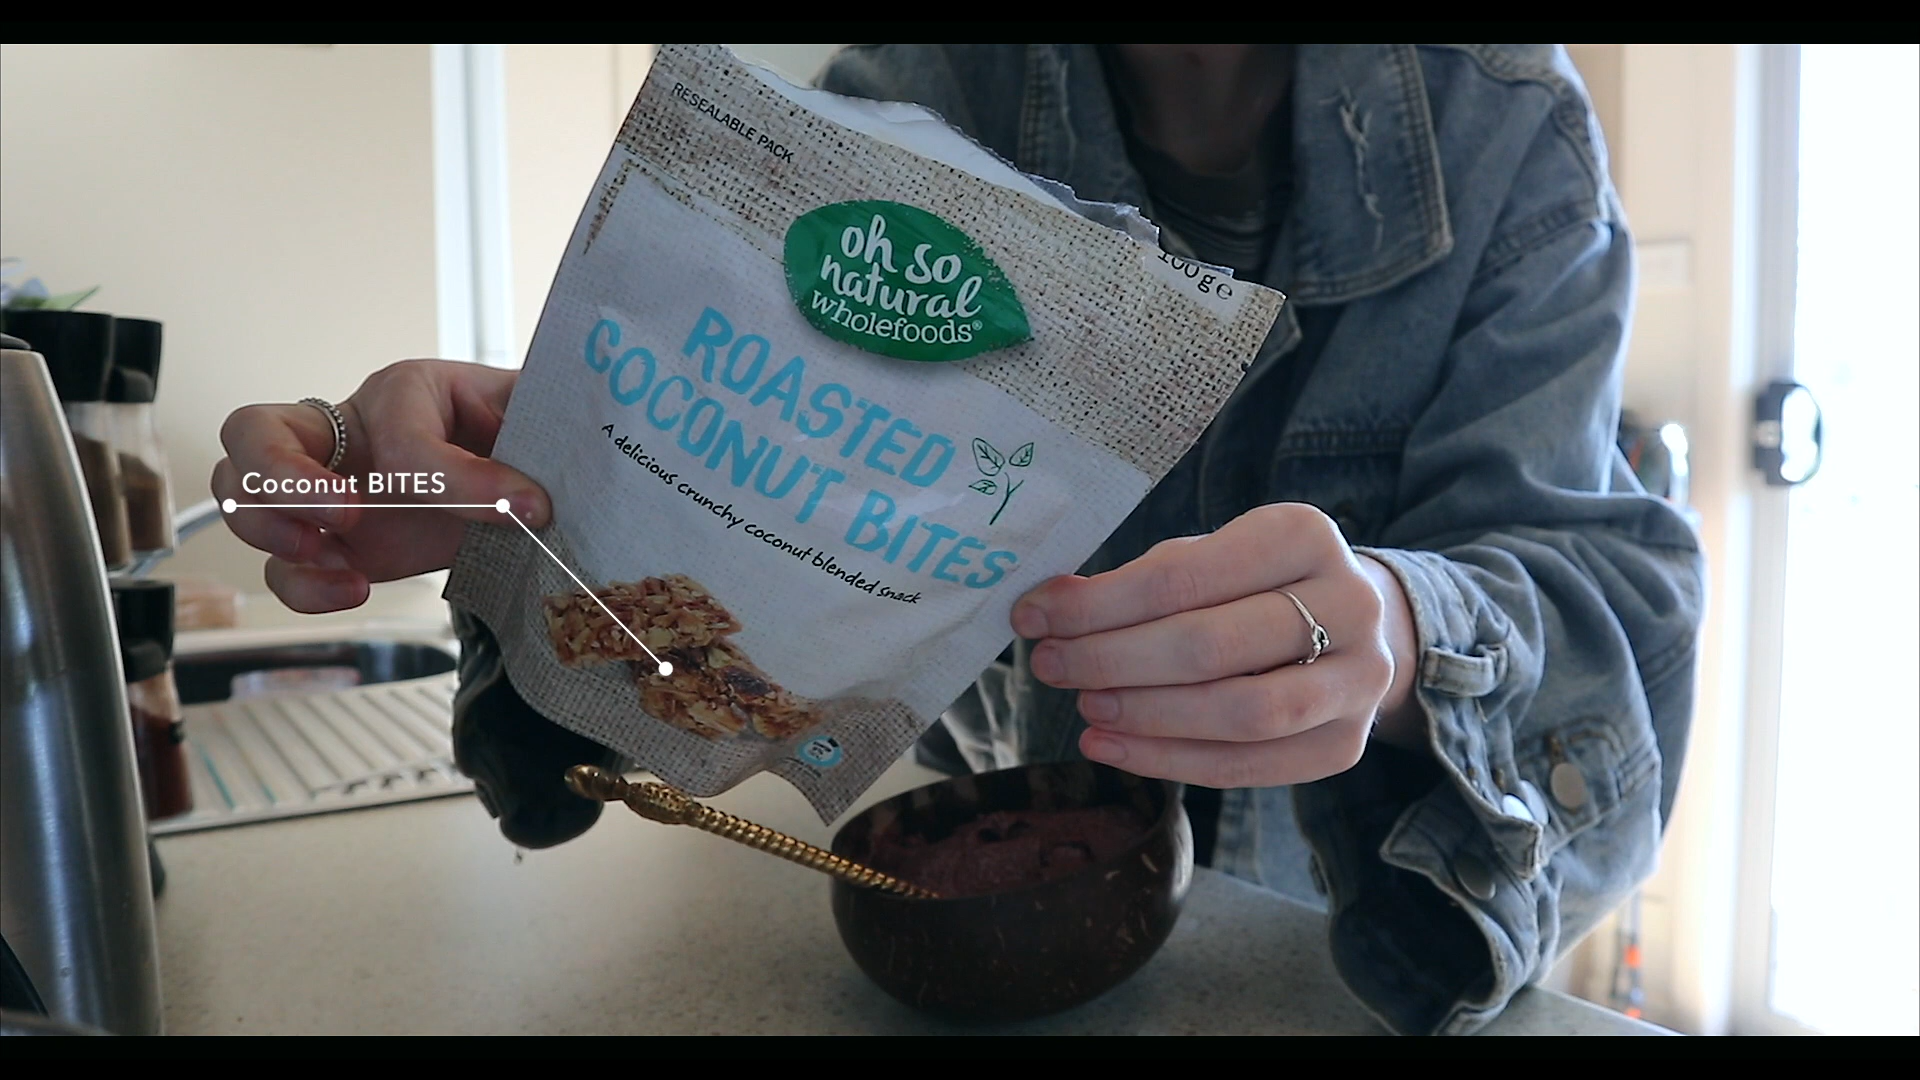 RESEALABLE PACK
100g℮
oh so
natural
wholefoods®
ROASTED
COCONUT BITES
A delicious crunchy coconut blended snack
Coconut BITES